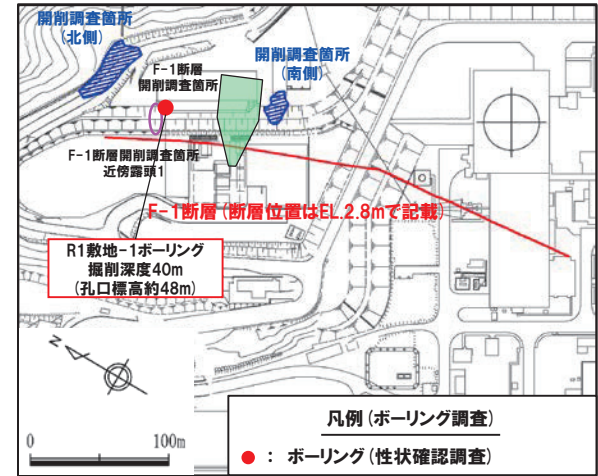 開削調査箇所
(北側)
F-1断層
開削調査箇所
開削調査箇所
(南側)
F-1断層開削調査箇所
近傍露頭1
F-1断層(断層位置はEL.2.8mで記載)
R1敷地-1ボーリング
掘削深度40m
(孔口標高約48m)
N
0 100m
凡例(ボーリング調査)
● : ボーリング(性状確認調査)